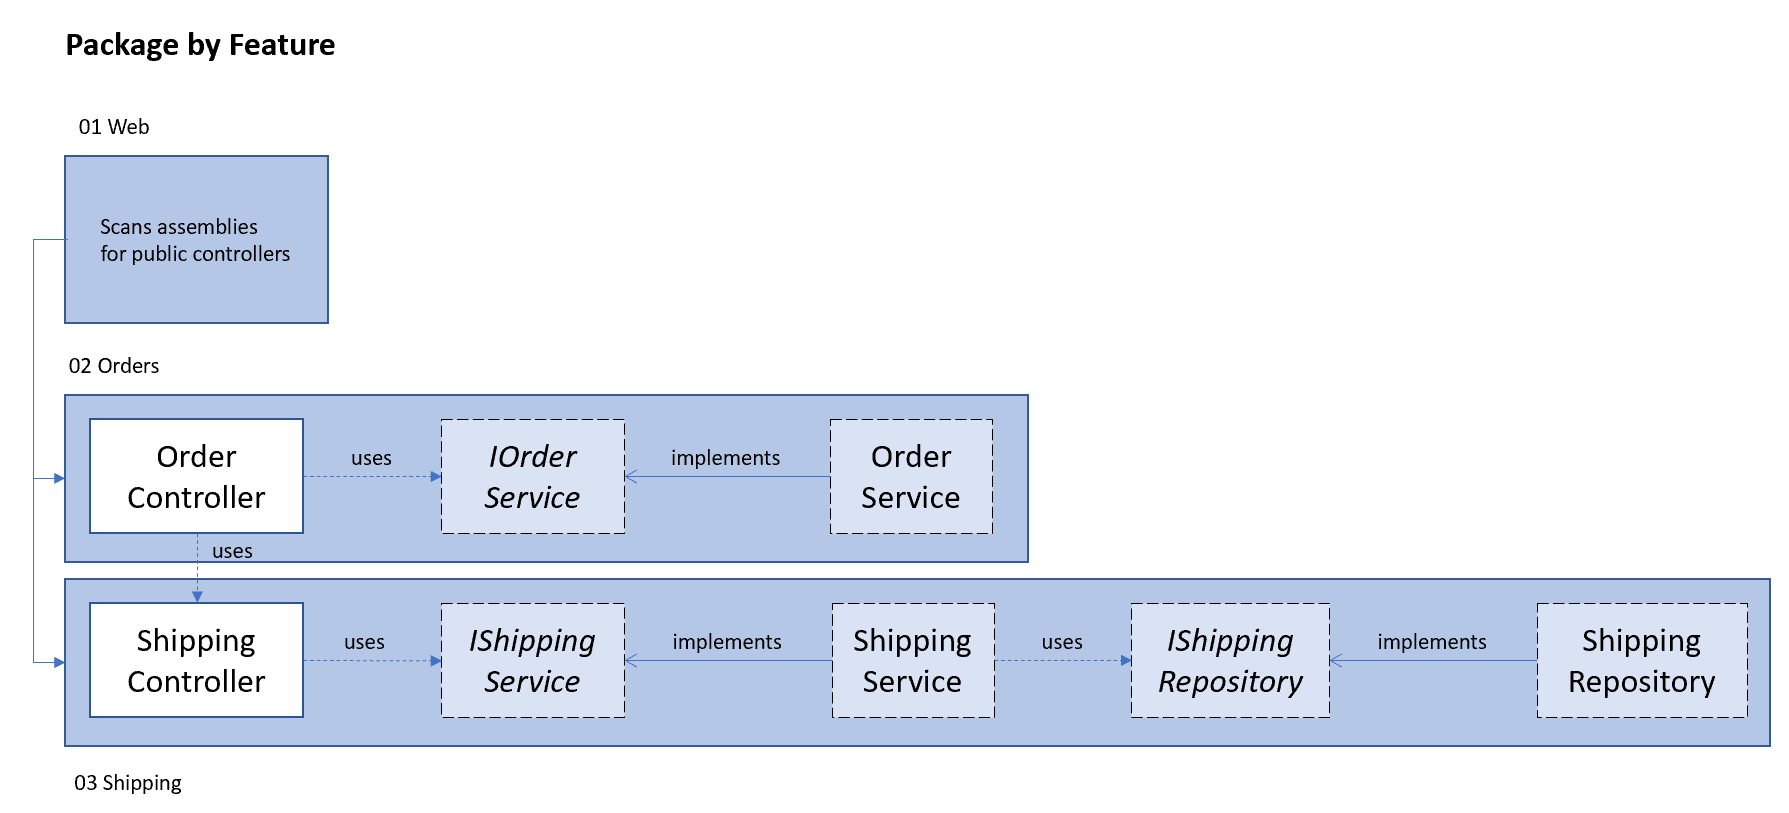 Package by Feature
01 Web
Scans assemblies
for public controllers
02 Orders
Order
Controller
uses
IOrder
Service
implements
Order
Service
uses
Shipping
Controller
uses
IShipping
Service
implements
Shipping
Service
uses
IShipping
Repository
implements
Shipping
Repository
03 Shipping